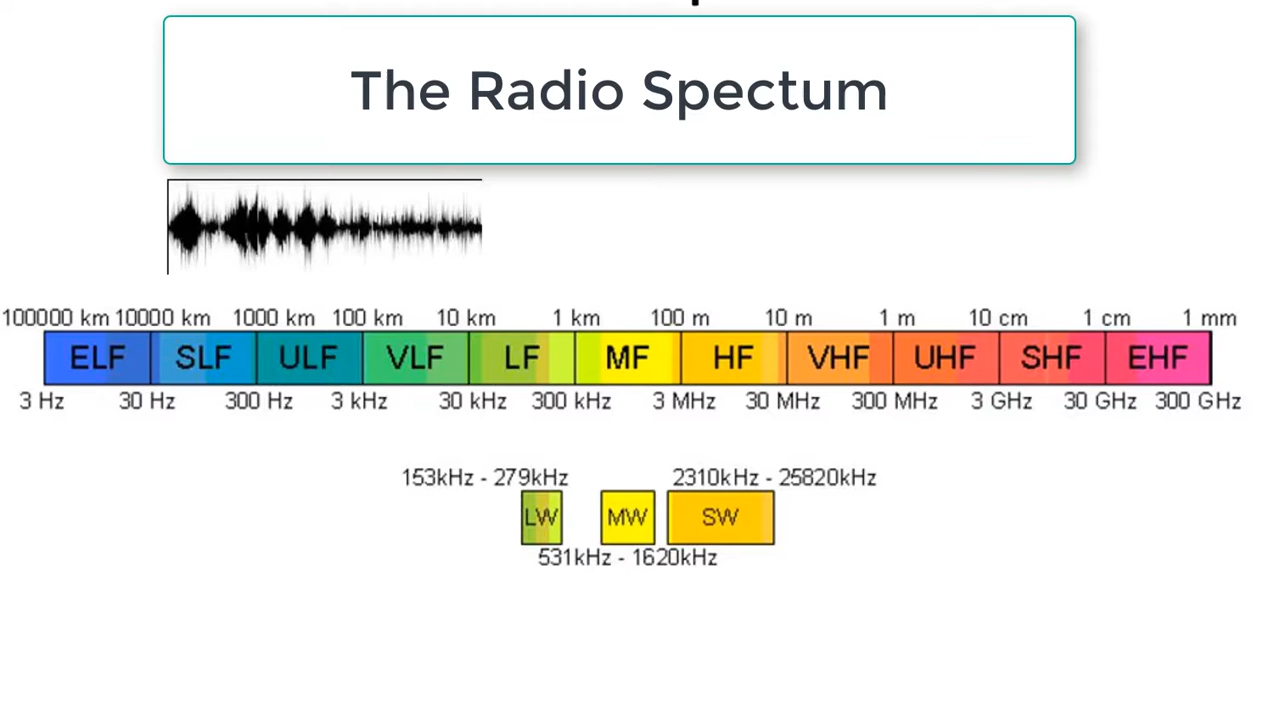 The Radio Spectum
100000 km 10000 km 1000 km 100 km 10 km 1 km 100 m 10 m 1 m 10 cm 1 cm 1 mm
ELF SLF ULF VLF LF MF HF VHF UHF SHF EHF
3 Hz 30 Hz 300 Hz 3 kHz 30 kHz 300 kHz 3 MHz 30 MHz 300 MHz 3 GHz 30 GHz 300 GHz
153kHz - 279kHz 2310kHz - 25820kHz
LW MW SW
531kHz - 1620kHz